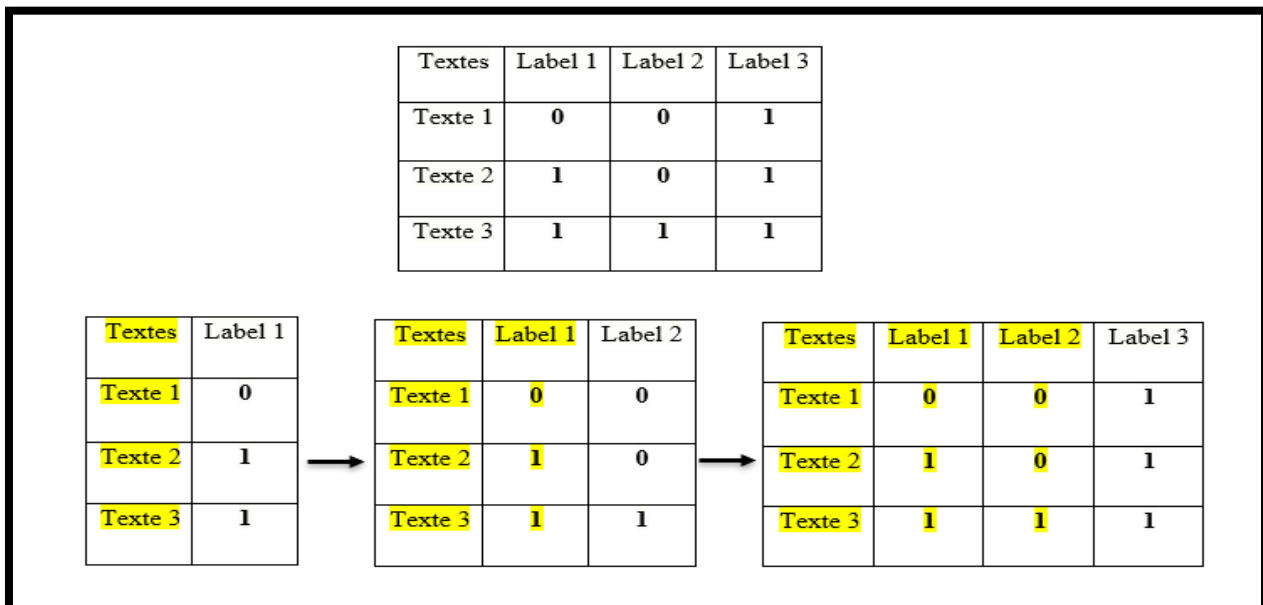 Textes Label 1 Label 2 Label 3
Texte 1 0 0 1
Texte 2 1 0 1
Texte 3 1 1 1
Textes Label 1
Texte 1 0
Texte 2 1
Texte 3 1
Textes Label 1 Label 2
Texte 1 0 0
Texte 2 1 0
Texte 3 1 1
Textes Label 1 Label 2 Label 3
Texte 1 0 0 1
Texte 2 1 0 1
Texte 3 1 1 1